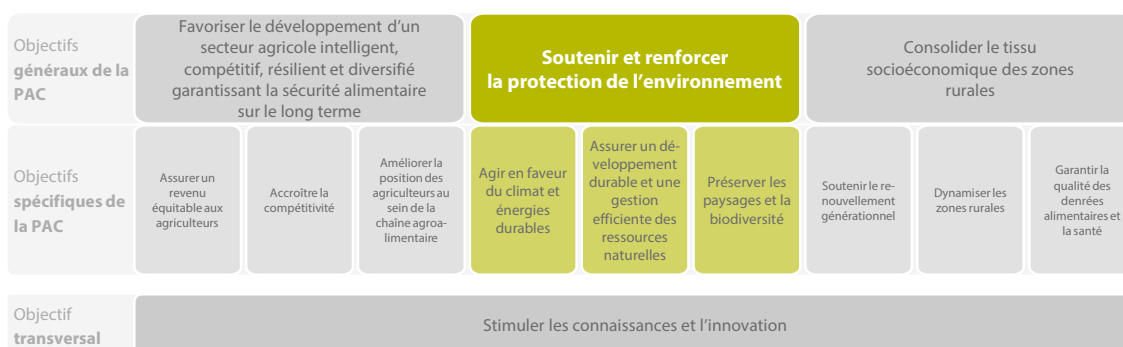 Objectifs
généraux de la
PAC
Favoriser le développement d’un
secteur agricole intelligent,
compétitif, résilient et diversifié
garantissant la sécurité alimentaire
sur le long terme
Soutenir et renforcer
la protection de l’environnement
Consolider le tissu
socioéconomique des zones
rurales
Objectifs
spécifiques de
la PAC
Assurer un
revenu
équitable aux
agriculteurs
Accroître la
compétitivité
Améliorer la
position des
agriculteurs au
sein de la
chaîne agroa-
limentaire
Agir en faveur
du climat et
énergies
durables
Assurer un dé-
veloppement
durable et une
gestion
efficiente des
ressources
naturelles
Préserver les
paysages et la
biodiversité
Soutenir le re-
nouvellement
générationnel
Dynamiser les
zones rurales
Garantir la
qualité des
denrées
alimentaires et
la santé
Objectif
transversal
Stimuler les connaissances et l’innovation